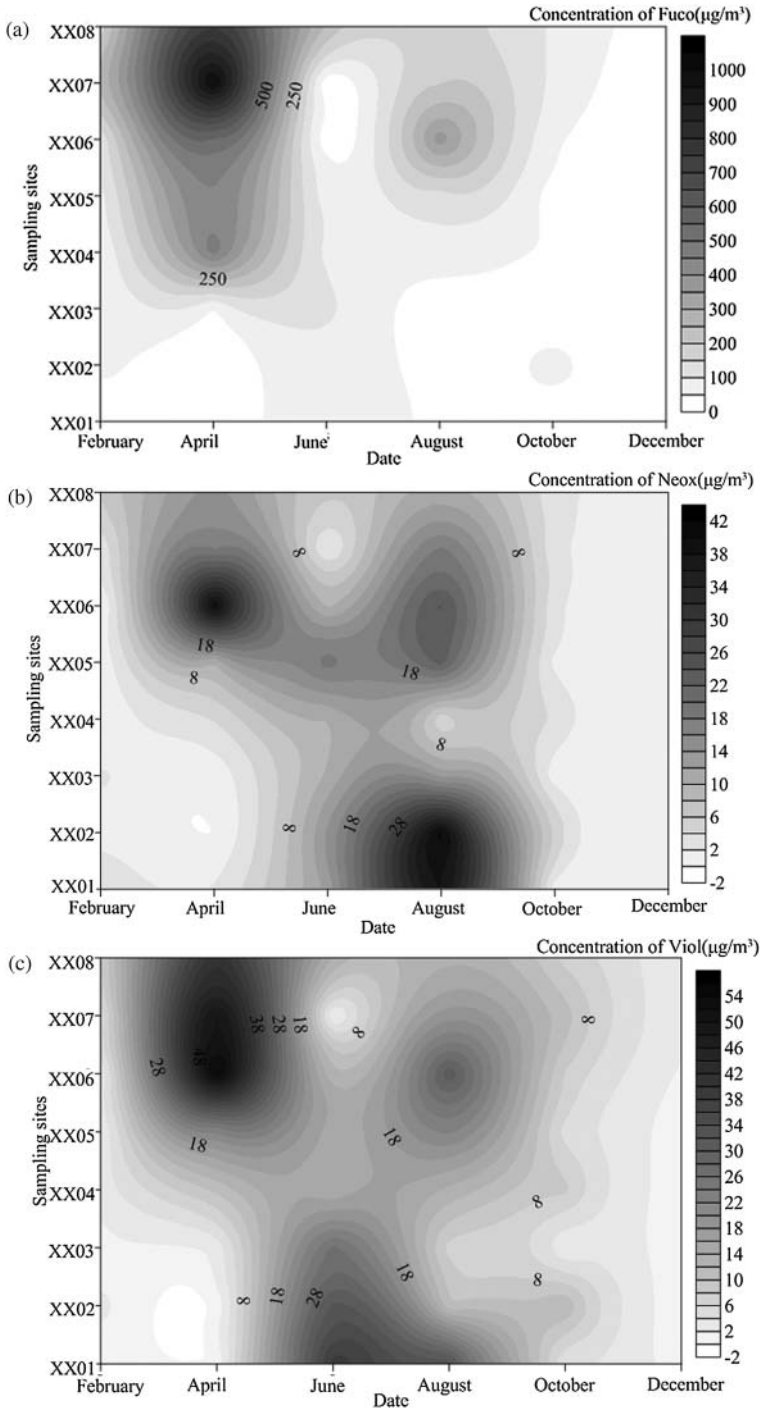 (a)
Concentration of Fuco(μg/m³)
XX08
XX07
XX06
XX05
XX04
XX03
XX02
XX01
Sampling sites
500
250
250
1000
900
800
700
600
500
400
300
200
100
0
February
April
June
August
October
December
Date
(b)
Concentration of Neox(μg/m³)
XX08
XX07
XX06
XX05
XX04
XX03
XX02
XX01
Sampling sites
8
8
18
8
18
8
8
18
28
42
38
34
30
26
22
18
14
10
6
2
-2
February
April
June
August
October
December
Date
(c)
Concentration of Viol(μg/m³)
XX08
XX07
XX06
XX05
XX04
XX03
XX02
XX01
Sampling sites
38
28
18
8
8
28
48
18
18
8
18
8
8
18
28
54
50
46
42
38
34
30
26
22
18
14
10
6
2
-2
February
April
June
August
October
December
Date